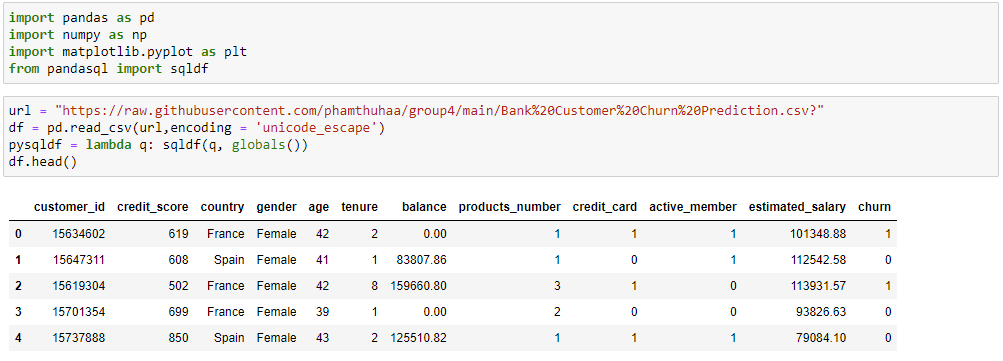 import pandas as pd
import numpy as np
import matplotlib.pyplot as plt
from pandasql import sqldf
url = "https://raw.githubusercontent.com/phamthuhaa/group4/main/Bank%20Customer%20Churn%20Prediction.csv?"
df = pd.read_csv(url,encoding = 'unicode_escape')
pysqldf = lambda q: sqldf(q, globals())
df.head()
customer_id credit_score country gender age tenure balance products_number credit_card active_member estimated_salary churn
0 15634602 619 France Female 42 2 0.00 1 1 1 101348.88 1
1 15647311 608 Spain Female 41 1 83807.86 1 0 1 112542.58 0
2 15619304 502 France Female 42 8 159660.80 3 1 0 113931.57 1
3 15701354 699 France Female 39 1 0.00 2 0 0 93826.63 0
4 15737888 850 Spain Female 43 2 125510.82 1 1 1 79084.10 0